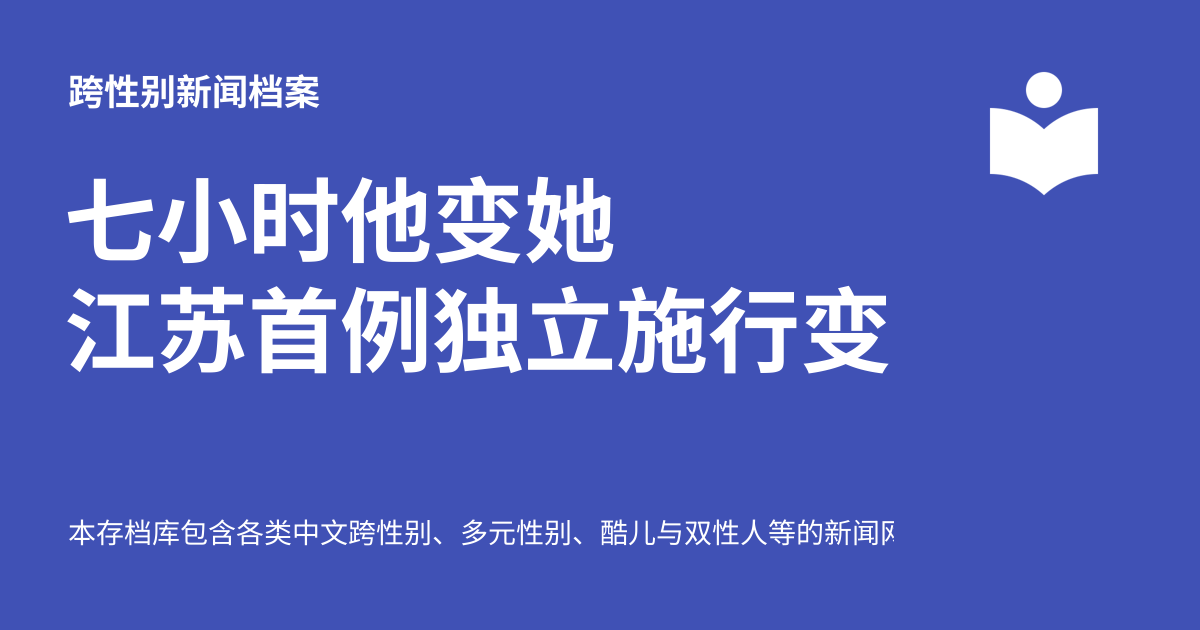 跨性别新闻档案
七小时他变她
江苏首例独立施行变
本存档库包含各类中文跨性别、多元性别、酷儿与双性人等的新闻网